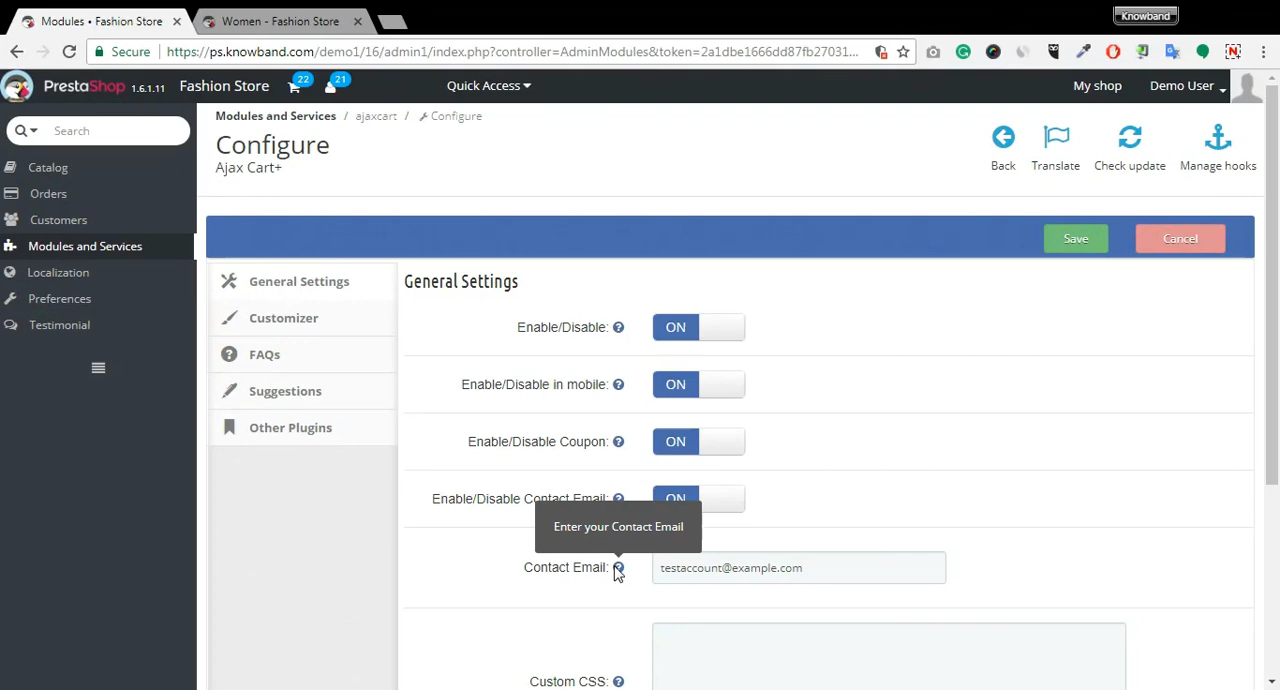 Modules • Fashion Store
Women - Fashion Store
Knowband
Secure
https://ps.knowband.com/demo1/16/admin1/index.php?controller=AdminModules&token=2a1dbe1666dd87fb27031...
PrestaShop 1.6.1.11
Fashion Store
22
21
Quick Access
My shop
Demo User
Search
Catalog
Orders
Customers
Modules and Services
Localization
Preferences
Testimonial
Modules and Services / ajaxcart / Configure
Configure
Ajax Cart+
Back
Translate
Check update
Manage hooks
Save
Cancel
General Settings
Customizer
FAQs
Suggestions
Other Plugins
General Settings
Enable/Disable: ON
Enable/Disable in mobile: ON
Enable/Disable Coupon: ON
Enable/Disable Contact Email: ON
Enter your Contact Email
Contact Email: testaccount@example.com
Custom CSS: